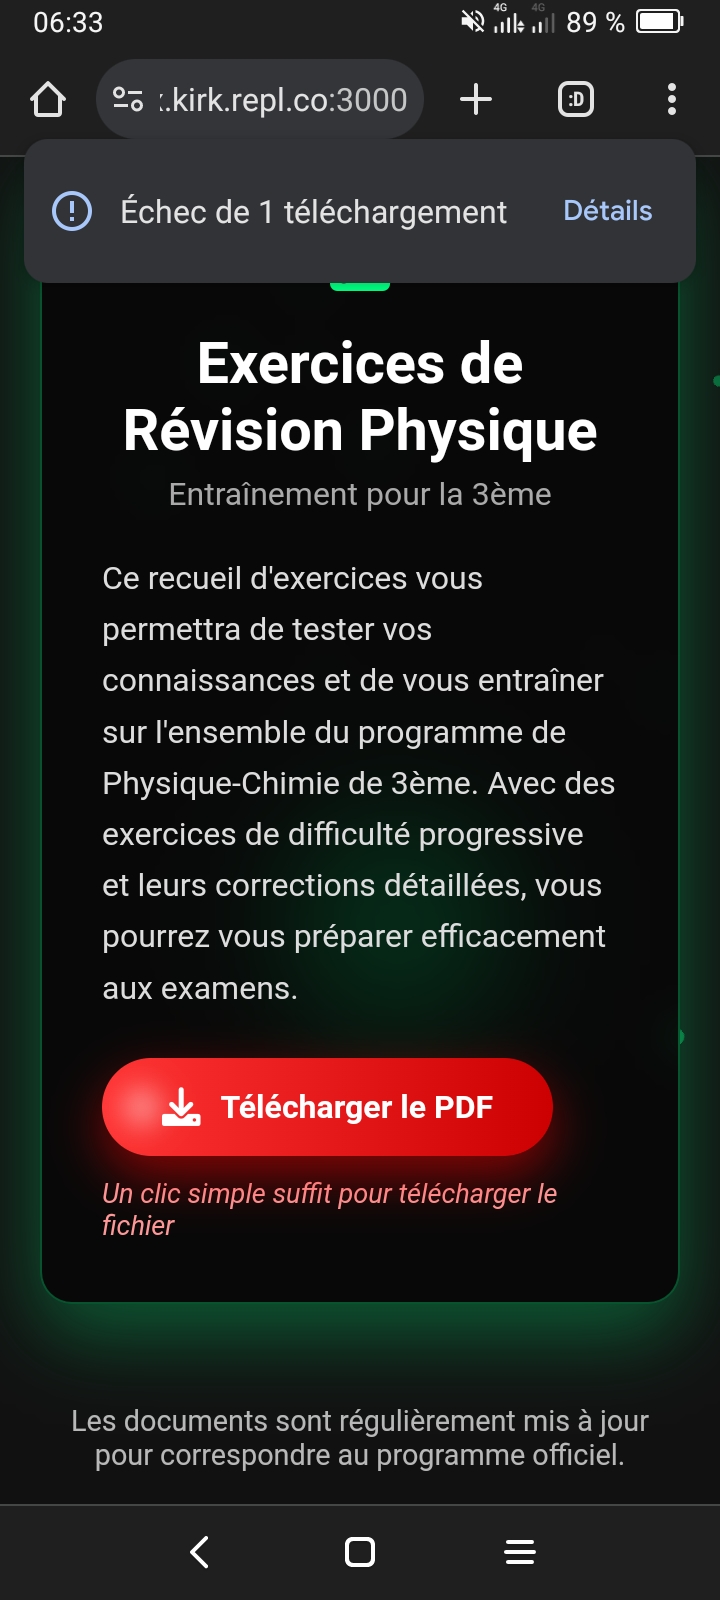 06:33
4G 4G 89 %
.kirk.repl.co:3000
:D
Échec de 1 téléchargement Détails
Exercices de
Révision Physique
Entraînement pour la 3ème
Ce recueil d'exercices vous
permettra de tester vos
connaissances et de vous entraîner
sur l'ensemble du programme de
Physique-Chimie de 3ème. Avec des
exercices de difficulté progressive
et leurs corrections détaillées, vous
pourrez vous préparer efficacement
aux examens.
Télécharger le PDF
Un clic simple suffit pour télécharger le
fichier
Les documents sont régulièrement mis à jour
pour correspondre au programme officiel.